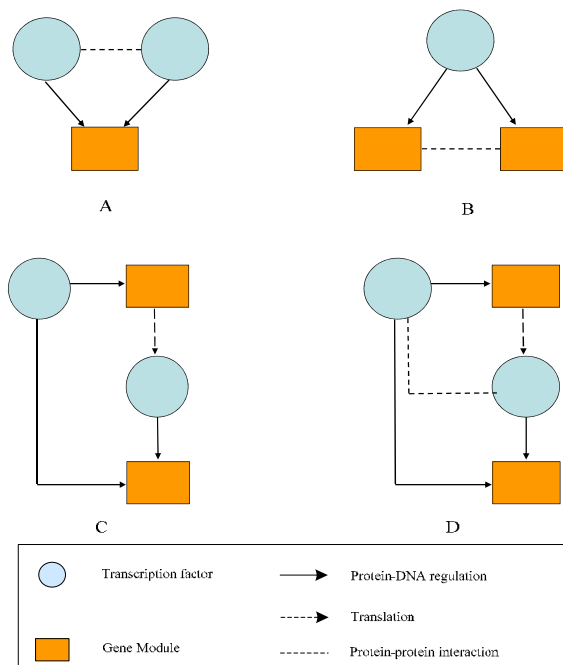 A
B
C
D
Transcription factor
Protein-DNA regulation
Translation
Gene Module
Protein-protein interaction